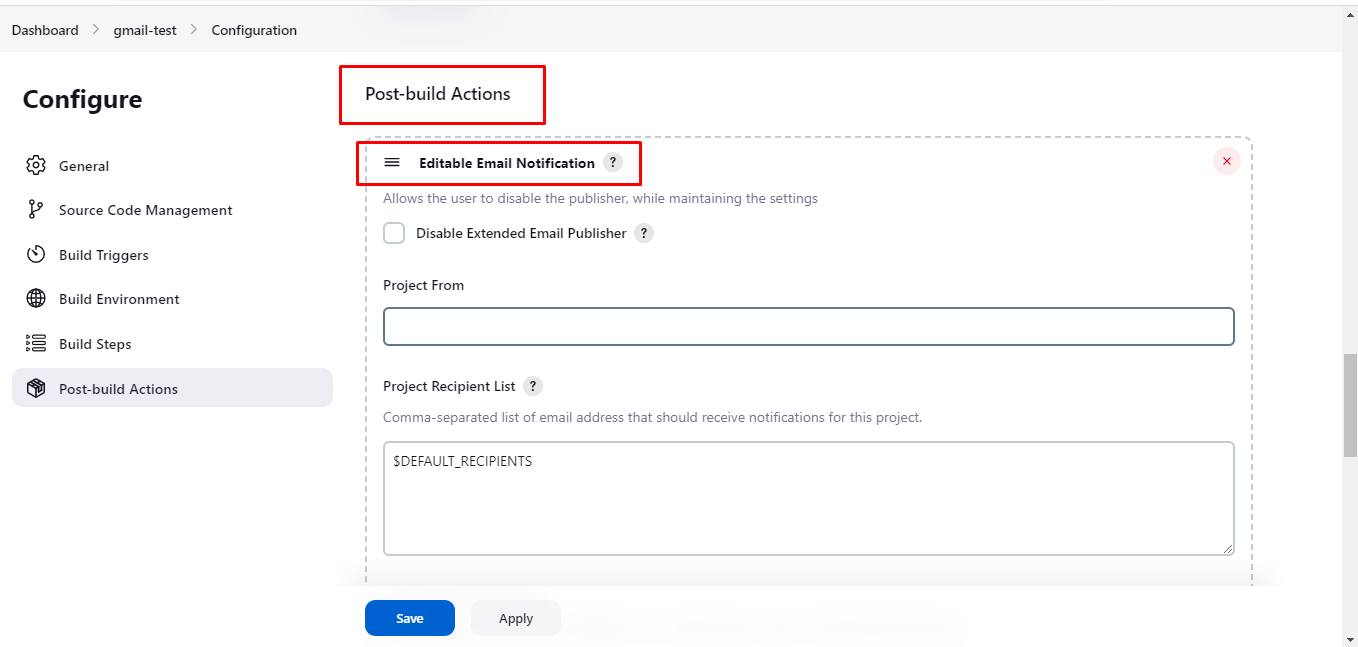 Dashboard > gmail-test > Configuration
Configure
General
Source Code Management
Build Triggers
Build Environment
Build Steps
Post-build Actions
Post-build Actions
Editable Email Notification ?
Allows the user to disable the publisher, while maintaining the settings
Disable Extended Email Publisher ?
Project From
Project Recipient List ?
Comma-separated list of email address that should receive notifications for this project.
$DEFAULT_RECIPIENTS
Save Apply